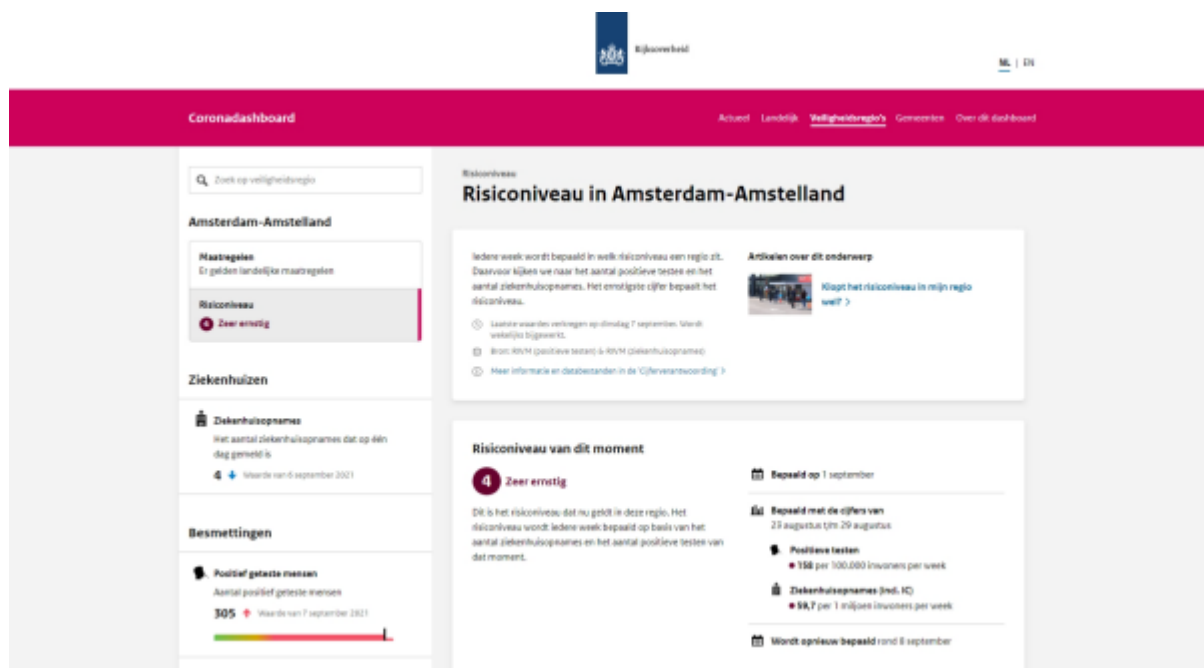 Rijksoverheid
NL | EN
Coronadashboard
Actueel Landelijk Veiligheidsregio's Gemeenten Over dit dashboard
Zoek op veiligheidsregio
Amsterdam-Amstelland
Maatregelen
Er gelden landelijke maatregelen
Risiconiveau
4 Zeer ernstig
Ziekenhuizen
Ziekenhuisopnames
Het aantal ziekenhuisopnames dat op één
dag gemeld is
4 Waarde van 6 september 2021
Besmettingen
Positief geteste mensen
Aantal positief geteste mensen
305 Waarde van 7 september 2021
Risiconiveau
Risiconiveau in Amsterdam-Amstelland
Iedere week wordt bepaald in welk risiconiveau een regio zit.
Daarvoor kijken we naar het aantal positieve testen en het
aantal ziekenhuisopnames. Het ernstigste cijfer bepaalt het
risiconiveau.
Laatste waardes verkregen op dinsdag 7 september. Wordt
wekelijks bijgewerkt.
Bron: RIVM (positieve testen) & RIVM (ziekenhuisopnames)
Meer informatie en databestanden in de 'Cijferverantwoording' >
Artikelen over dit onderwerp
Klopt het risiconiveau in mijn regio
wel? >
Risiconiveau van dit moment
4 Zeer ernstig
Dit is het risiconiveau dat nu geldt in deze regio. Het
risiconiveau wordt iedere week bepaald op basis van het
aantal ziekenhuisopnames en het aantal positieve testen van
dat moment.
Bepaald op 1 september
Bepaald met de cijfers van
23 augustus t/m 29 augustus
Positieve testen
158 per 100.000 inwoners per week
Ziekenhuisopnames (incl. IC)
59,7 per 1 miljoen inwoners per week
Wordt opnieuw bepaald rond 8 september